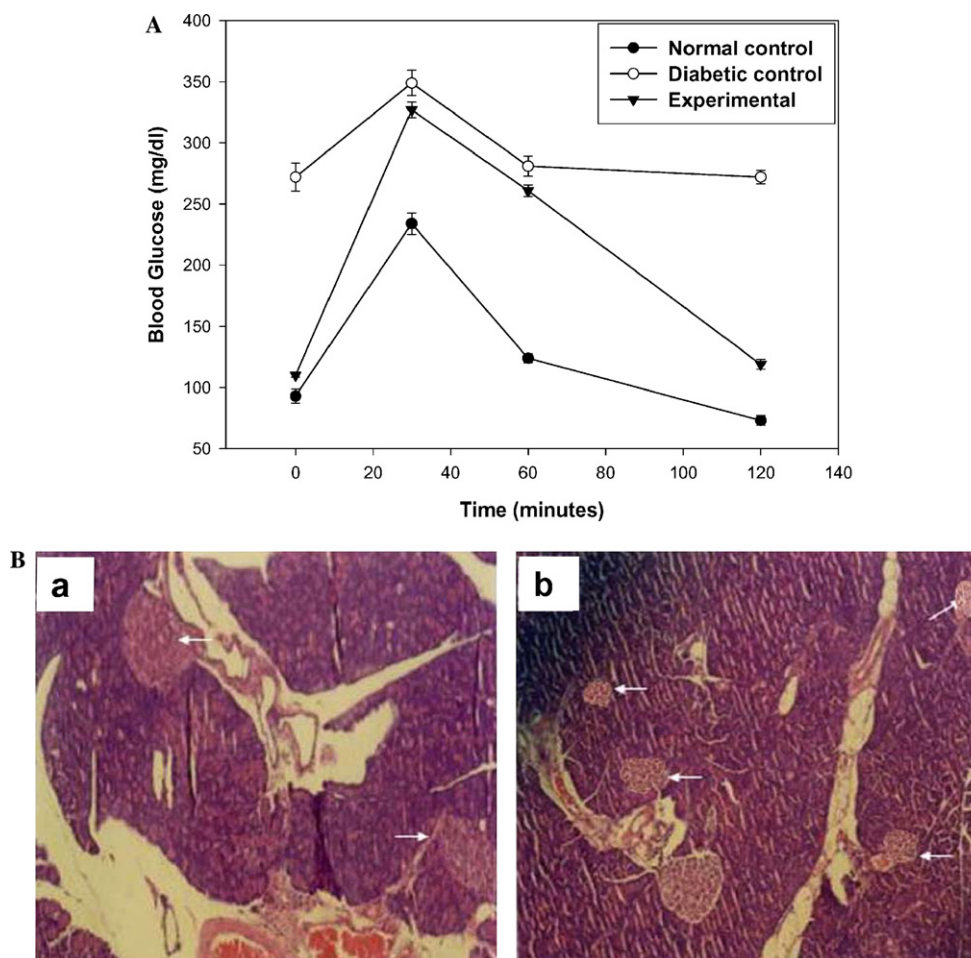 A
Blood Glucose (mg/dl)
400
350
300
250
200
150
100
50
Normal control
Diabetic control
Experimental
0 20 40 60 80 100 120 140
Time (minutes)
B
a
b